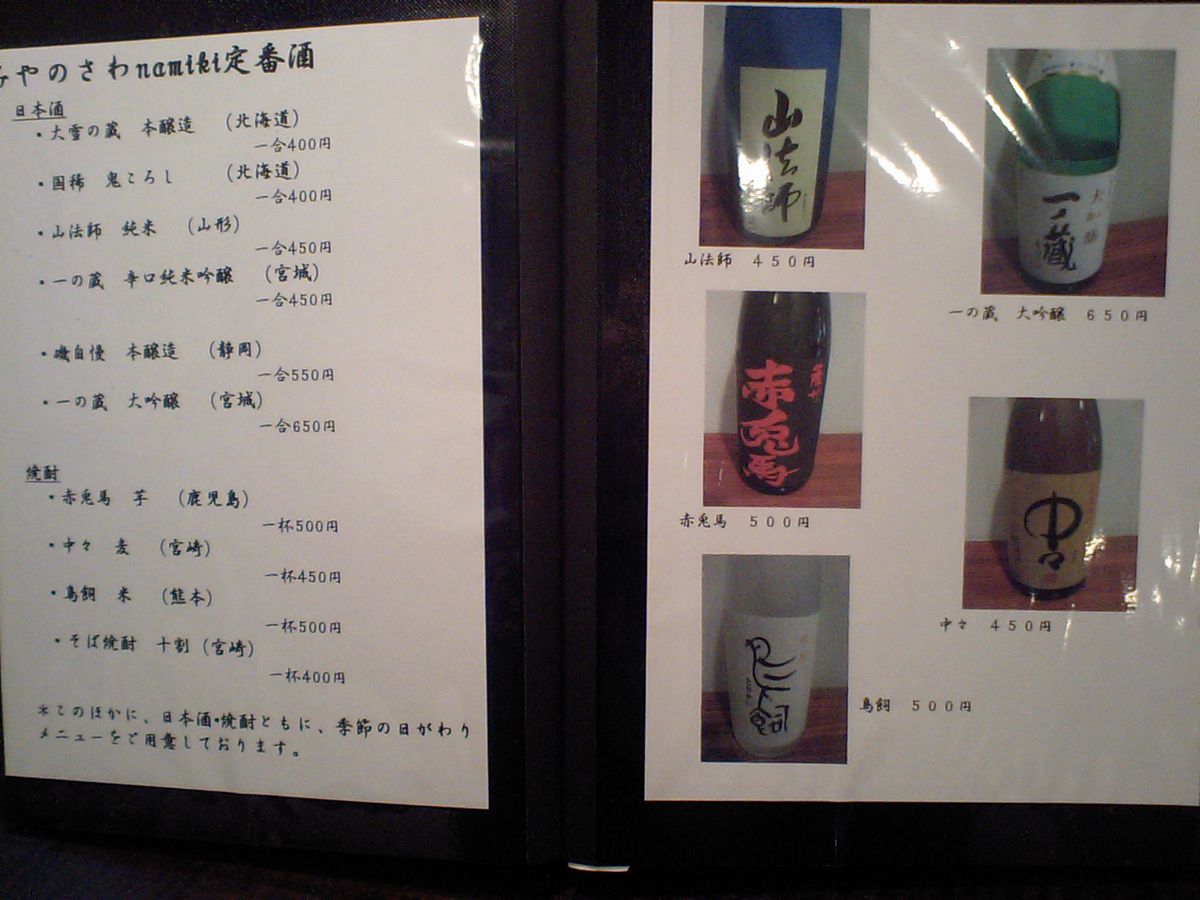 みやのさわnamiki定番酒
日本酒
・大雪の蔵 本醸造 (北海道)
一合400円
・国稀 鬼ころし (北海道)
一合400円
・山法師 純米 (山形)
一合450円
・一の蔵 辛口純米吟醸 (宮城)
一合450円
・磯自慢 本醸造 (静岡)
一合550円
・一の蔵 大吟醸 (宮城)
一合650円
焼酎
・赤兎馬 芋 (鹿児島)
一杯500円
・中々 麦 (宮崎)
一杯450円
・鳥飼 米 (熊本)
一杯500円
・そば焼酎 十割 (宮崎)
一杯400円
*このほかに、日本酒・焼酎ともに、季節の日がわり
メニューをご用意しております。
山法師
山法師 450円
大吟醸
一ノ蔵
一の蔵 大吟醸 650円
赤兎馬
赤兎馬 500円
中々
中々 450円
鳥飼
鳥飼 500円